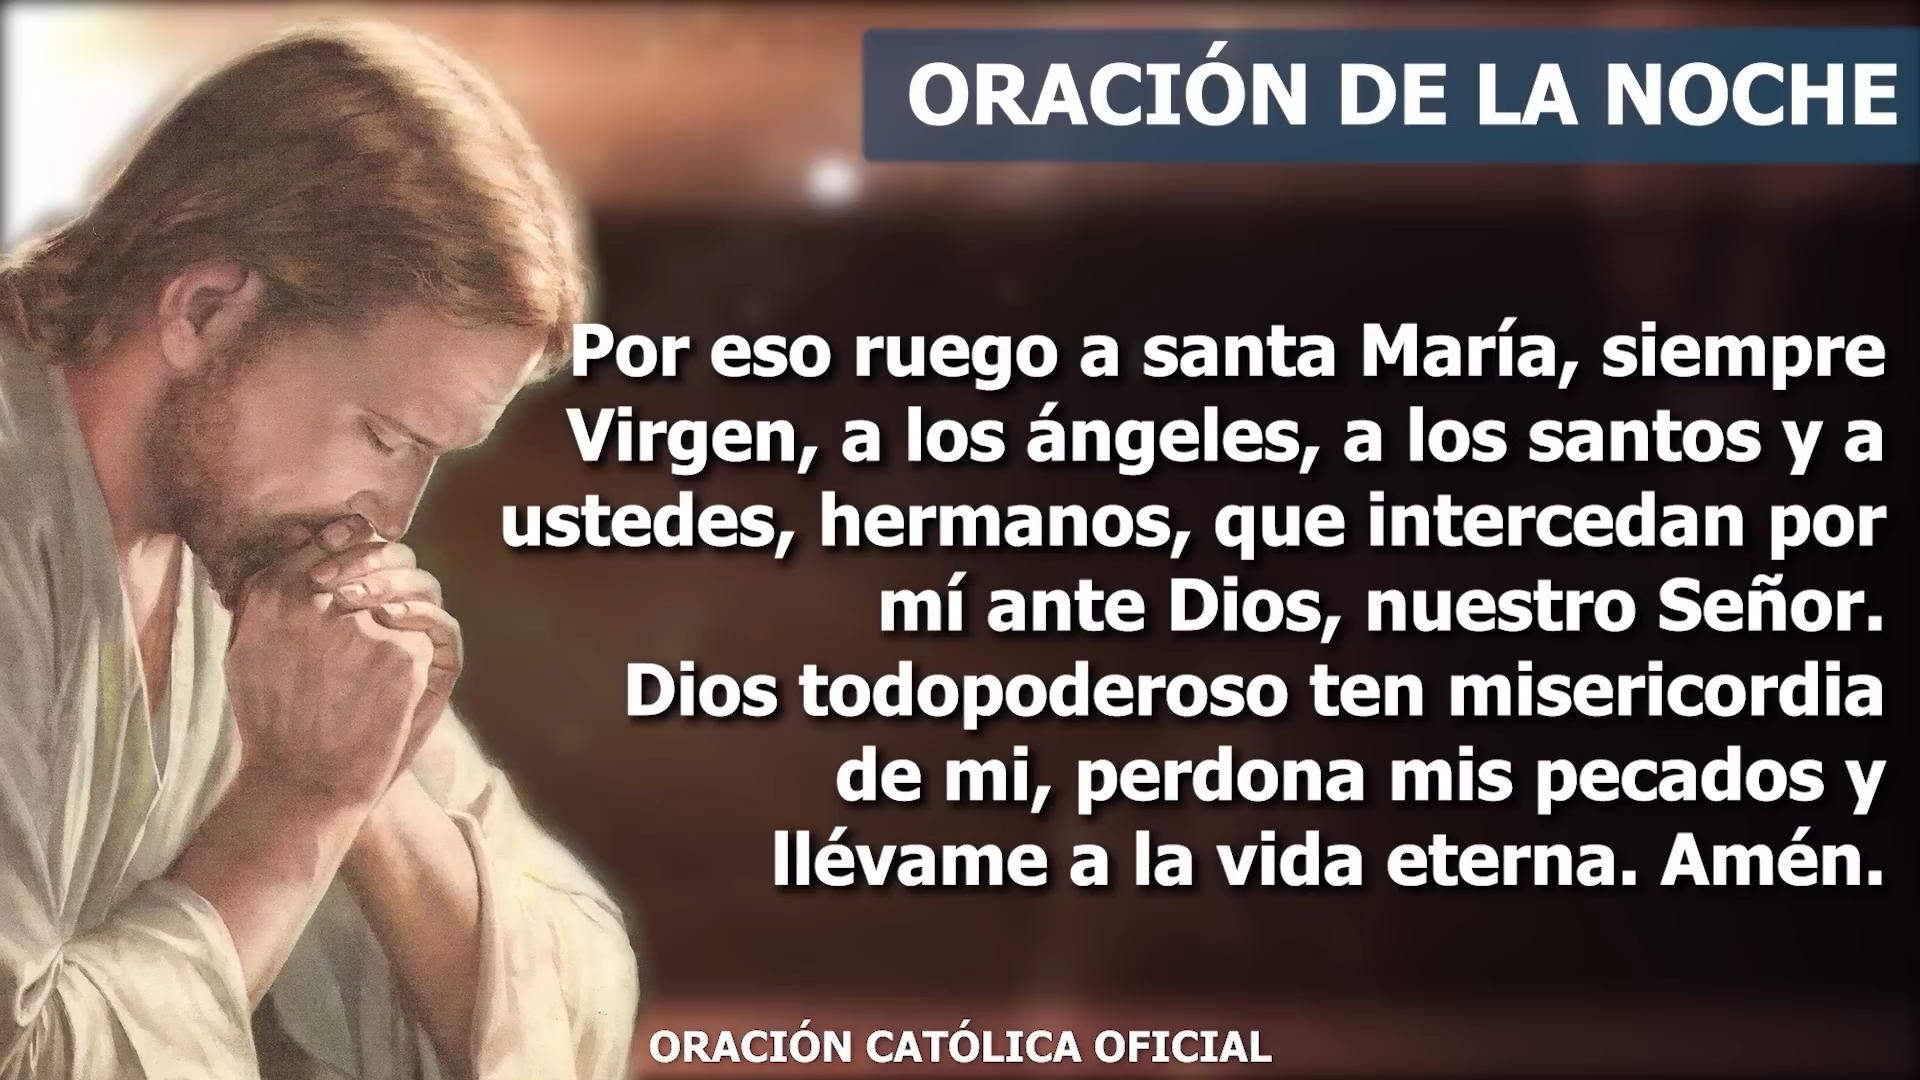 ORACIÓN DE LA NOCHE
Por eso ruego a santa María, siempre
Virgen, a los ángeles, a los santos y a
ustedes, hermanos, que intercedan por
mí ante Dios, nuestro Señor.
Dios todopoderoso ten misericordia
de mi, perdona mis pecados y
llévame a la vida eterna. Amén.
ORACIÓN CATÓLICA OFICIAL